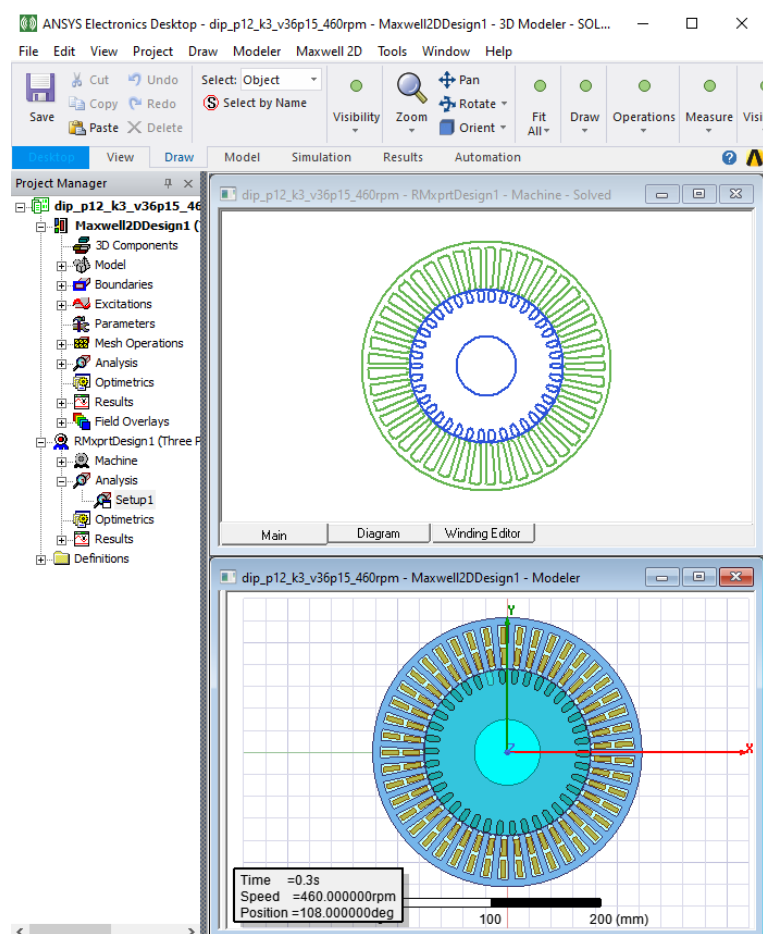 ANSYS Electronics Desktop - dip_p12_k3_v36p15_460rpm - Maxwell2DDesign1 - 3D Modeler - SOL...
File Edit View Project Draw Modeler Maxwell 2D Tools Window Help
Save
Cut Undo
Copy Redo
Paste Delete
Select: Object
Select by Name
Visibility
Zoom
Pan
Rotate
Orient
Fit
All
Draw
Operations
Measure
Visi
Desktop View Draw Model Simulation Results Automation
Project Manager
dip_p12_k3_v36p15_46
Maxwell2DDesign1 (
3D Components
Model
Boundaries
Excitations
Parameters
Mesh Operations
Analysis
Optimetrics
Results
Field Overlays
RMxprtDesign1 (Three P
Machine
Analysis
Setup1
Optimetrics
Results
Definitions
dip_p12_k3_v36p15_460rpm - RMxprtDesign1 - Machine - Solved
Main Diagram Winding Editor
dip_p12_k3_v36p15_460rpm - Maxwell2DDesign1 - Modeler
Y
Z
X
Time =0.3s
Speed =460.000000rpm
Position =108.000000deg
100 200 (mm)